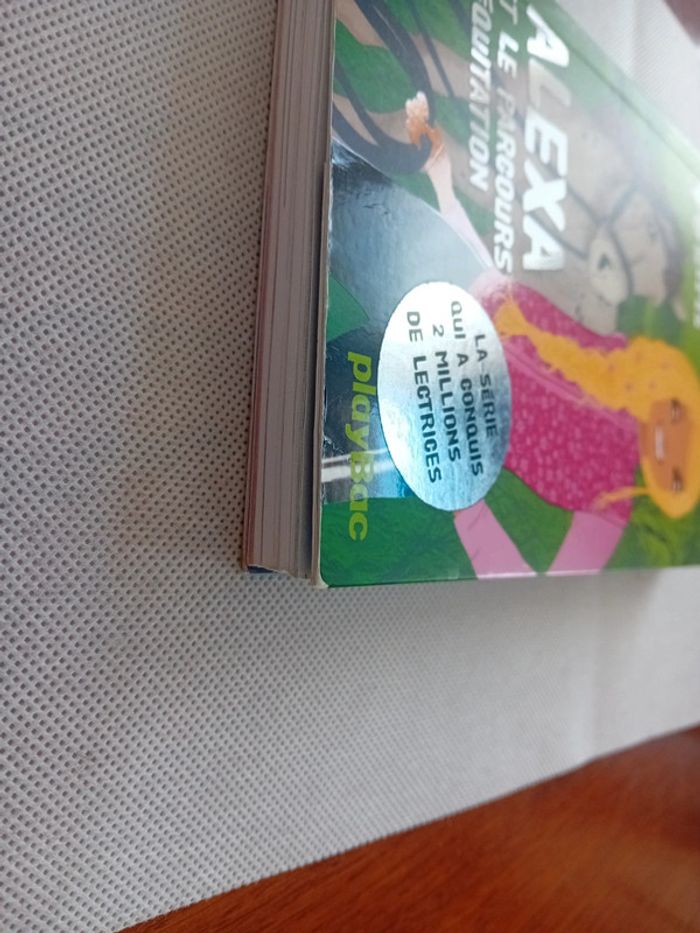 ALEXA
ET LE PARCOURS
D'ÉQUITATION
LA SÉRIE
QUI A CONQUIS
2 MILLIONS
DE LECTRICES
playBac